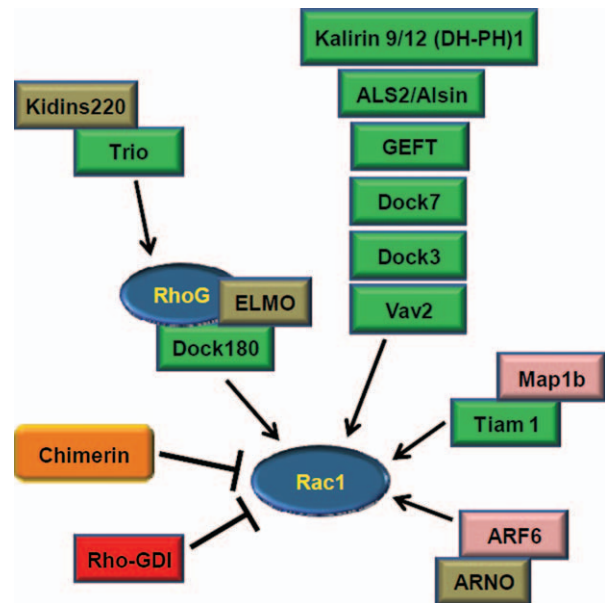 Kalirin 9/12 (DH-PH)1
ALS2/Alsin
Kidins220
Trio
GEFT
Dock7
Dock3
RhoG
ELMO
Vav2
Dock180
Map1b
Tiam 1
Chimerin
Rac1
ARF6
Rho-GDI
ARNO